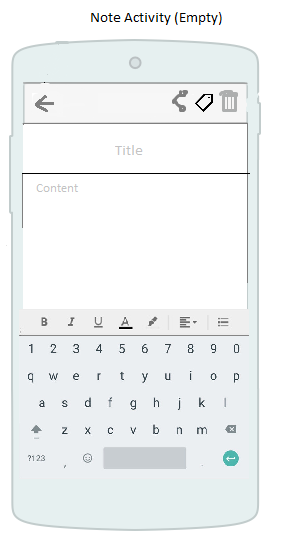 Note Activity (Empty)
Title
Content
B I U A
1 2 3 4 5 6 7 8 9 0
q w e r t y u i o p
a s d f g h j k l
z x c v b n m
?123 , .